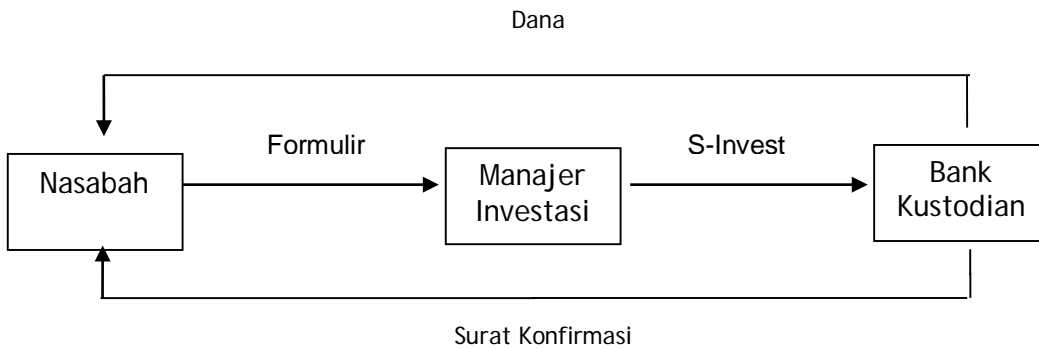 Dana
Formulir
S-Invest
Nasabah
Manajer
Investasi
Bank
Kustodian
Surat Konfirmasi